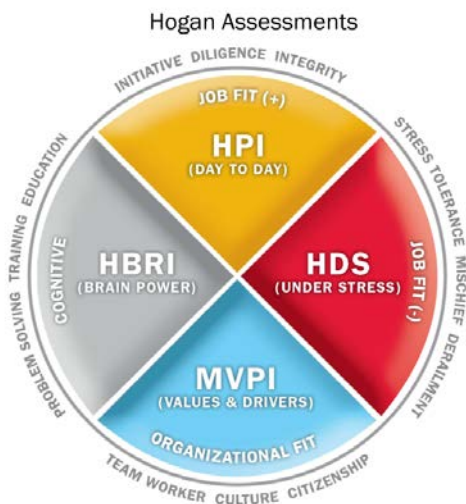 Hogan Assessments
INITIATIVE DILIGENCE INTEGRITY
JOB FIT (+)
HPI
(DAY TO DAY)
STRESS TOLERANCE MISCHIEF DERAILMENT
JOB FIT (-)
HDS
(UNDER STRESS)
PROBLEM SOLVING TRAINING EDUCATION
COGNITIVE
HBRI
(BRAIN POWER)
MVPI
(VALUES & DRIVERS)
ORGANIZATIONAL FIT
TEAM WORKER CULTURE CITIZENSHIP